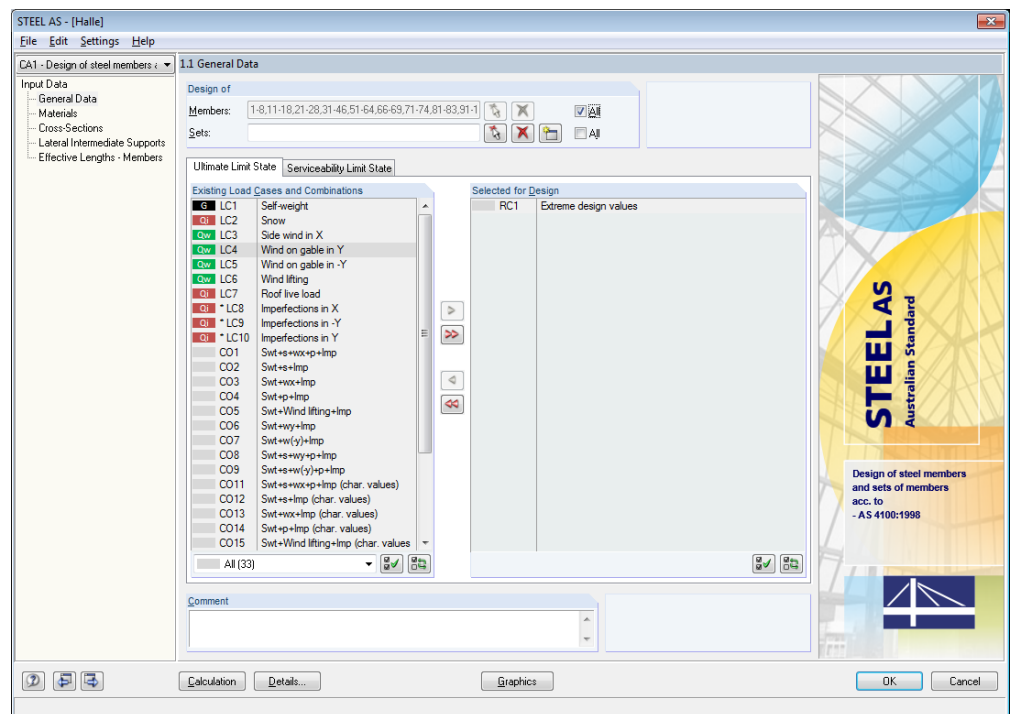 STEEL AS - [Halle]
File Edit Settings Help
CA1 - Design of steel members a
Input Data
General Data
Materials
Cross-Sections
Lateral Intermediate Supports
Effective Lengths - Members
1.1 General Data
Design of
Members: 1-8,11-18,21-28,31-46,51-64,66-69,71-74,81-83,91-1 All
Sets: All
Ultimate Limit State Serviceability Limit State
Existing Load Cases and Combinations
G LC1 Self-weight
Qi LC2 Snow
Qw LC3 Side wind in X
Qw LC4 Wind on gable in Y
Qw LC5 Wind on gable in -Y
Qw LC6 Wind lifting
Qi LC7 Roof live load
Qi * LC8 Imperfections in X
Qi * LC9 Imperfections in -Y
Qi * LC10 Imperfections in Y
CO1 Swt+s+wx+p+Imp
CO2 Swt+s+Imp
CO3 Swt+wx+Imp
CO4 Swt+p+Imp
CO5 Swt+Wind lifting+Imp
CO6 Swt+wy+Imp
CO7 Swt+w(-y)+Imp
CO8 Swt+s+wy+p+Imp
CO9 Swt+s+w(-y)+p+Imp
CO11 Swt+s+wx+p+Imp (char. values)
CO12 Swt+s+Imp (char. values)
CO13 Swt+wx+Imp (char. values)
CO14 Swt+p+Imp (char. values)
CO15 Swt+Wind lifting+Imp (char. values
All (33)
Selected for Design
RC1 Extreme design values
Comment
STEEL AS
Australian Standard
Design of steel members
and sets of members
acc. to
- AS 4100:1998
Calculation Details... Graphics OK Cancel